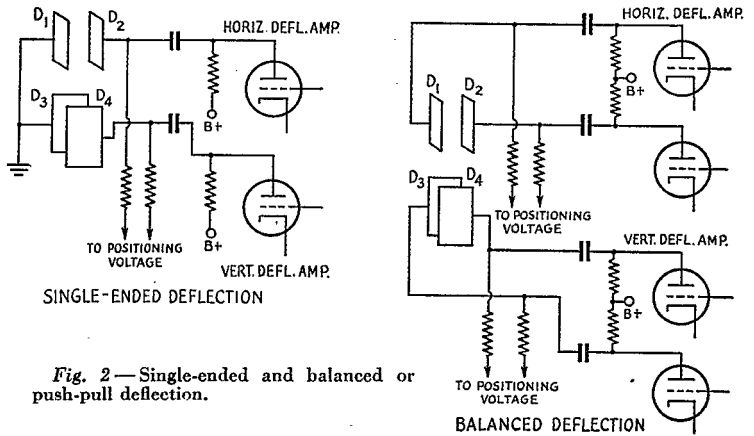 D1
D2
HORIZ. DEFL. AMP.
D3
D4
B+
B+
TO POSITIONING
VOLTAGE
VERT. DEFL. AMP.
SINGLE-ENDED DEFLECTION
HORIZ. DEFL. AMP.
B+
D1
D2
D3
D4
TO POSITIONING
VOLTAGE
VERT. DEFL. AMP.
B+
TO POSITIONING
VOLTAGE
BALANCED DEFLECTION
Fig. 2—Single-ended and balanced or
push-pull deflection.